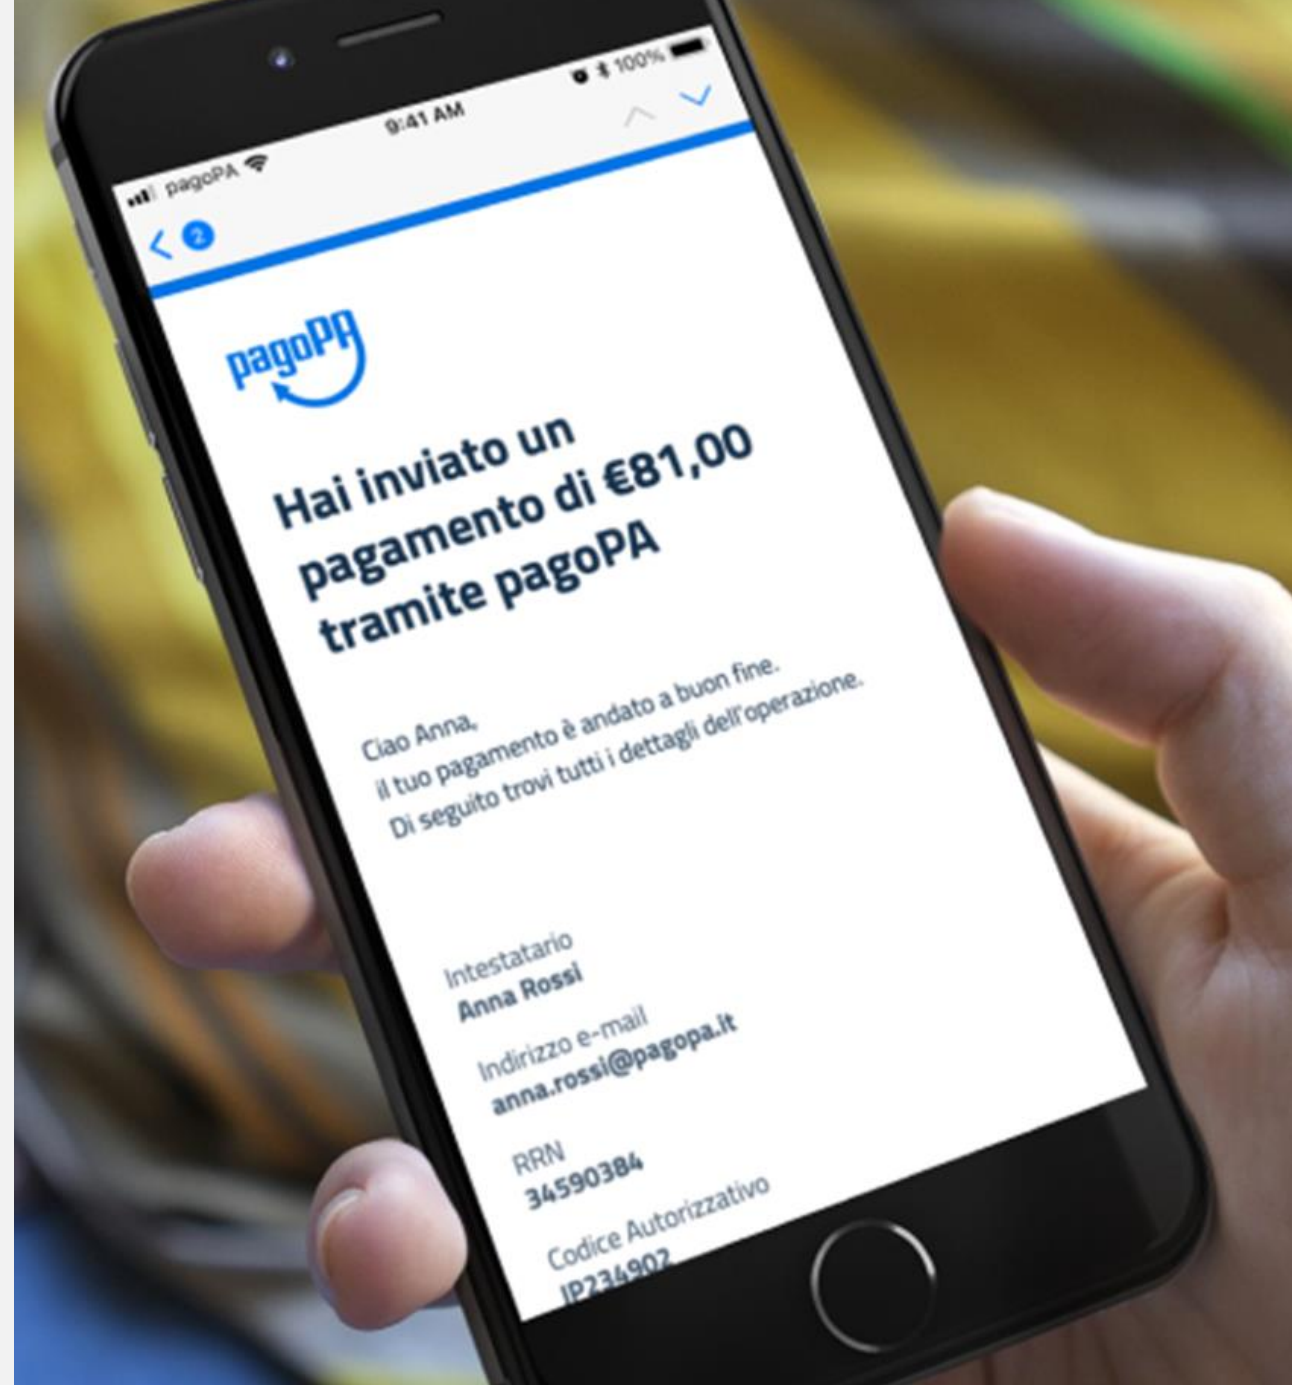 pagoPA 9:41 AM 100%
2
pagoPA
Hai inviato un
pagamento di €81,00
tramite pagoPA
Ciao Anna,
il tuo pagamento è andato a buon fine.
Di seguito trovi tutti i dettagli dell'operazione.
Intestatario
Anna Rossi
Indirizzo e-mail
anna.rossi@pagopa.it
RRN
34590384
Codice Autorizzativo
IP234902